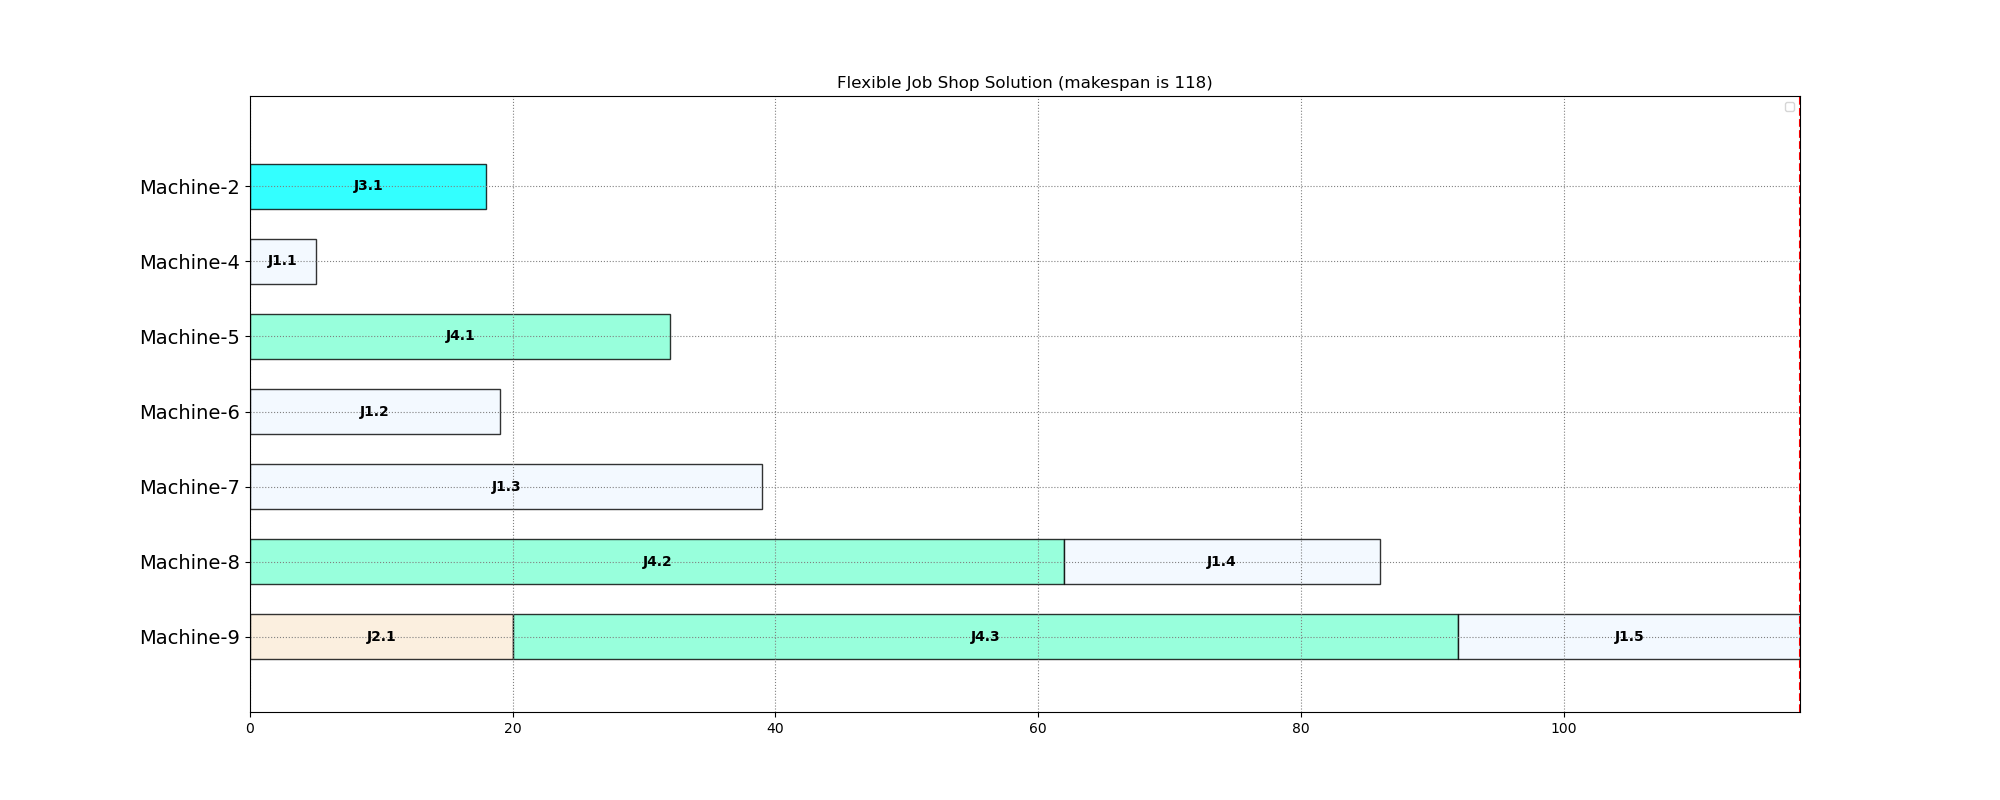 Flexible Job Shop Solution (makespan is 118)
Machine-2
J3.1
Machine-4
J1.1
Machine-5
J4.1
Machine-6
J1.2
Machine-7
J1.3
Machine-8
J4.2
J1.4
Machine-9
J2.1
J4.3
J1.5
0 20 40 60 80 100